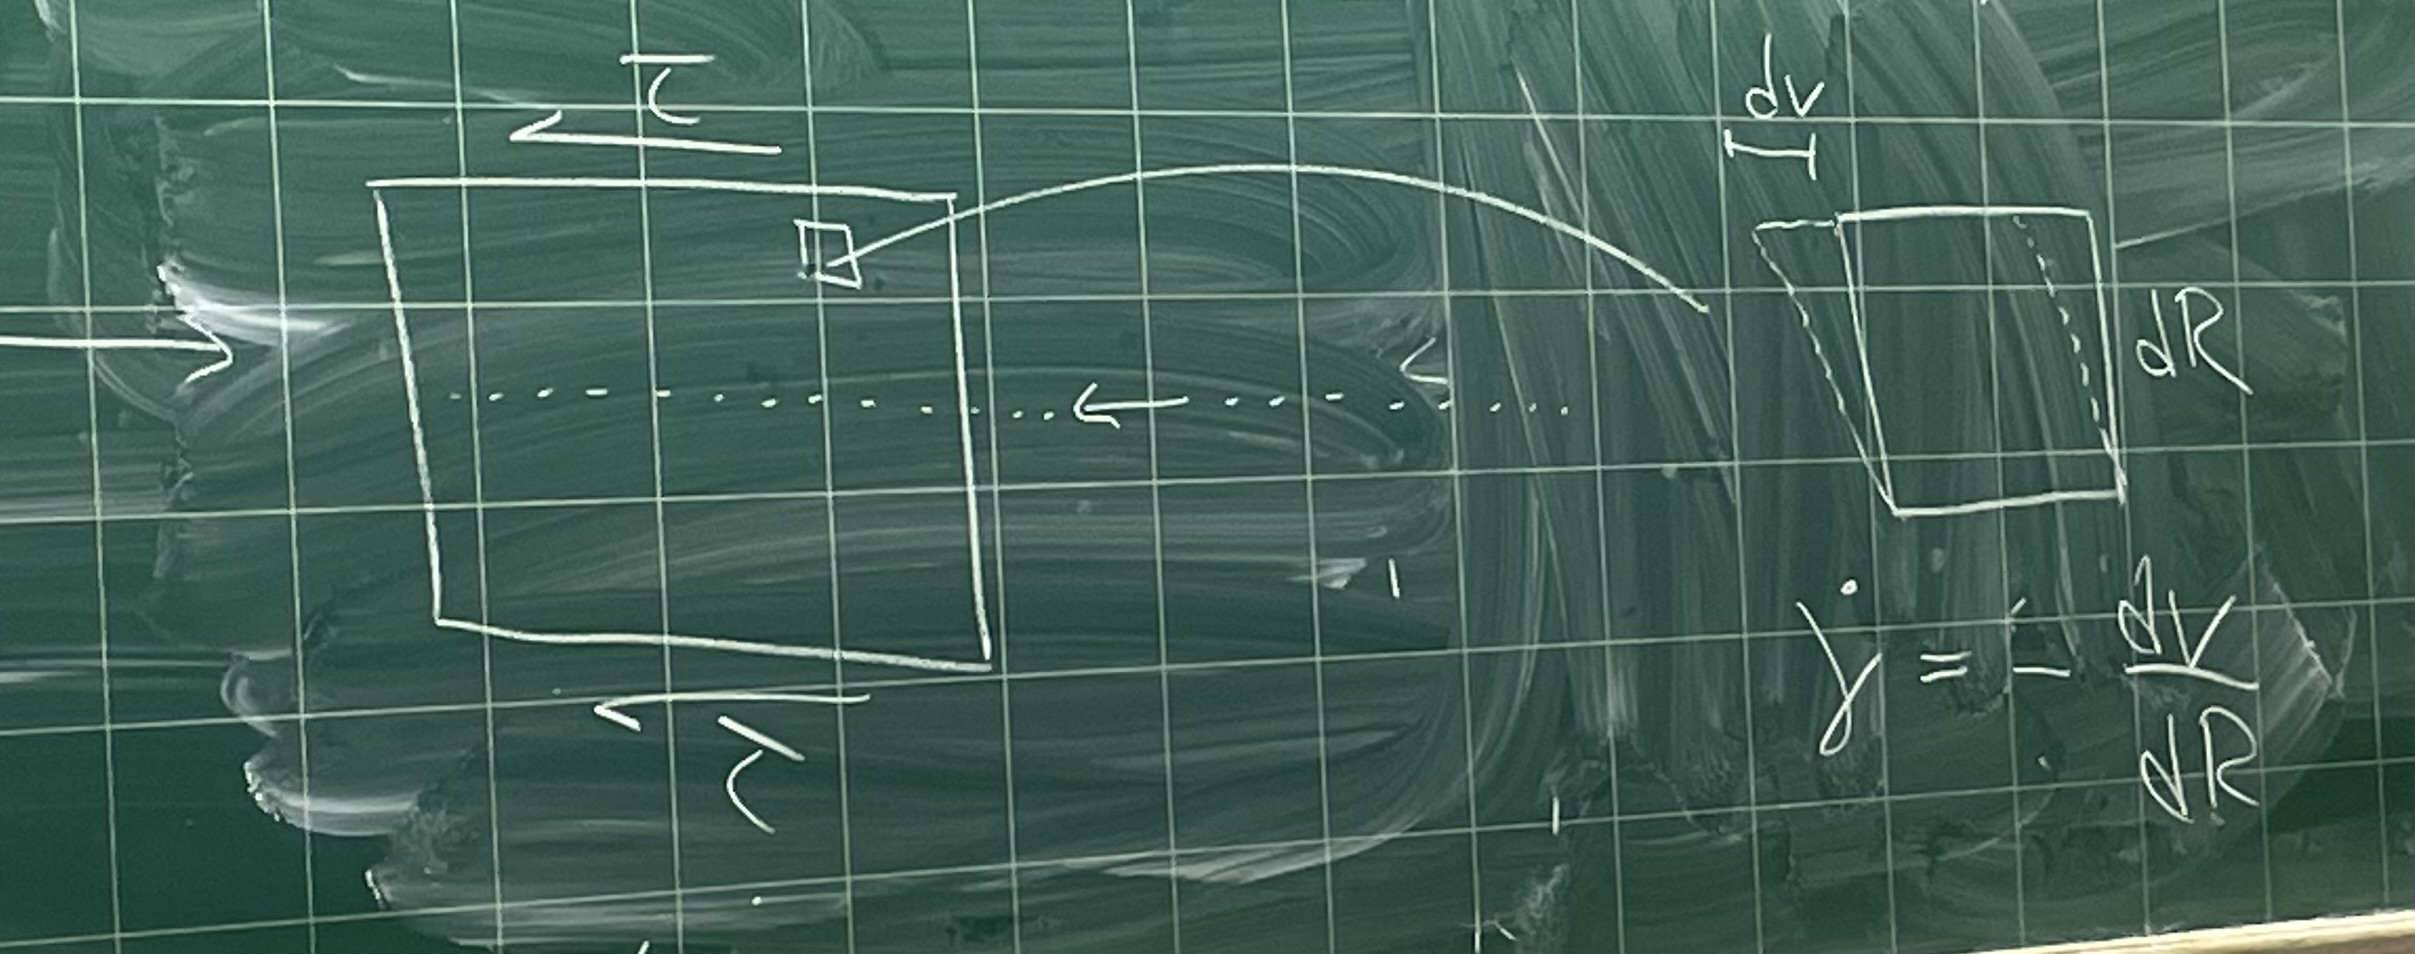 τ
dv
dR
τ
γ̇ = - dv/dR